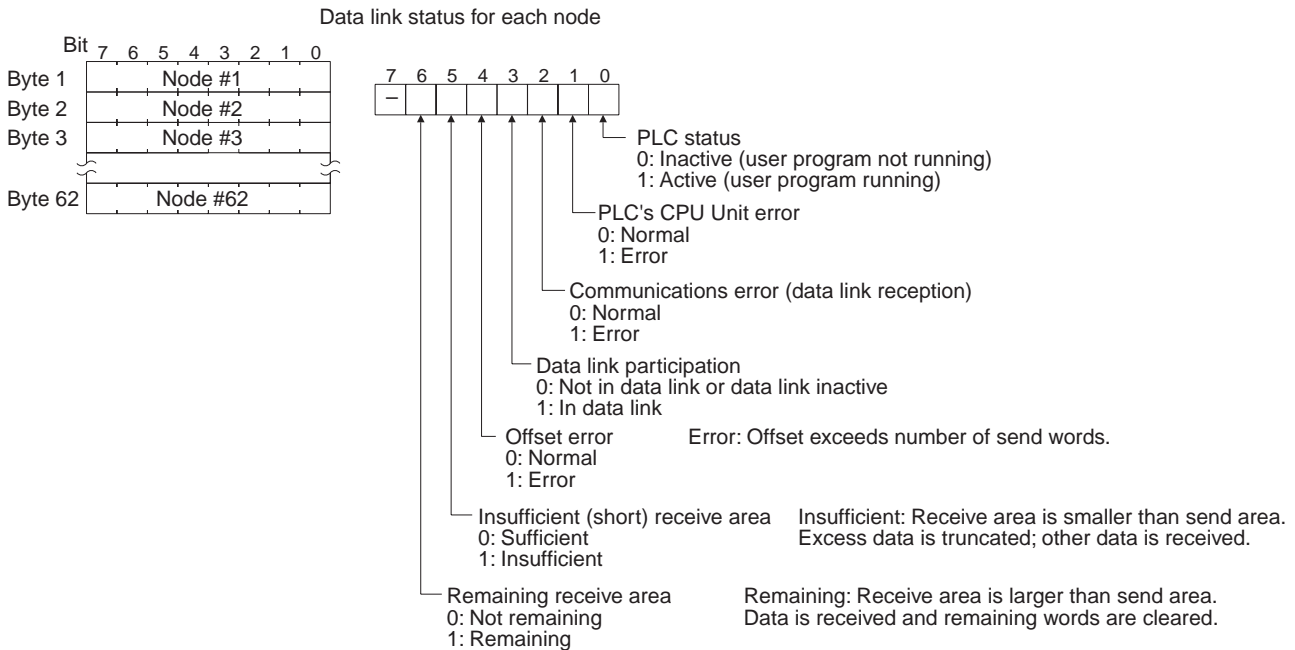 Data link status for each node
Bit 7 6 5 4 3 2 1 0
Byte 1 Node #1
Byte 2 Node #2
Byte 3 Node #3
Byte 62 Node #62
7 6 5 4 3 2 1 0
–
PLC status
0: Inactive (user program not running)
1: Active (user program running)
PLC's CPU Unit error
0: Normal
1: Error
Communications error (data link reception)
0: Normal
1: Error
Data link participation
0: Not in data link or data link inactive
1: In data link
Offset error Error: Offset exceeds number of send words.
0: Normal
1: Error
Insufficient (short) receive area Insufficient: Receive area is smaller than send area.
0: Sufficient Excess data is truncated; other data is received.
1: Insufficient
Remaining receive area Remaining: Receive area is larger than send area.
0: Not remaining Data is received and remaining words are cleared.
1: Remaining